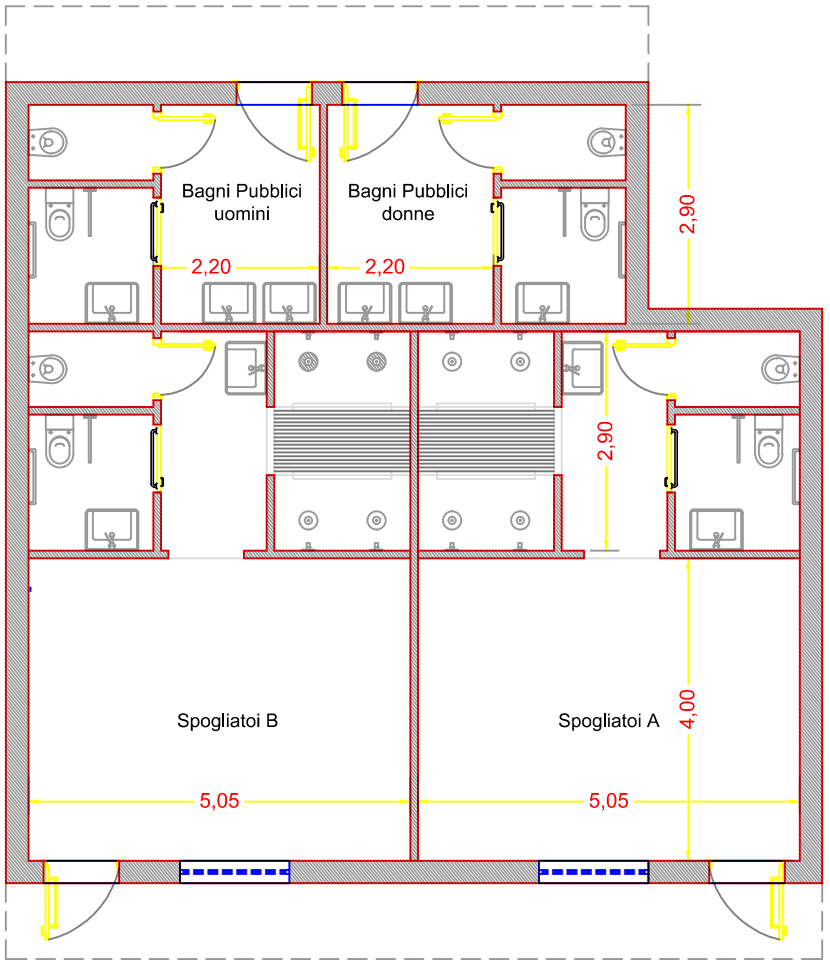 Bagni Pubblici
uomini
Bagni Pubblici
donne
2,90
2,20
2,20
2,90
Spogliatoi B
Spogliatoi A
4,00
5,05
5,05